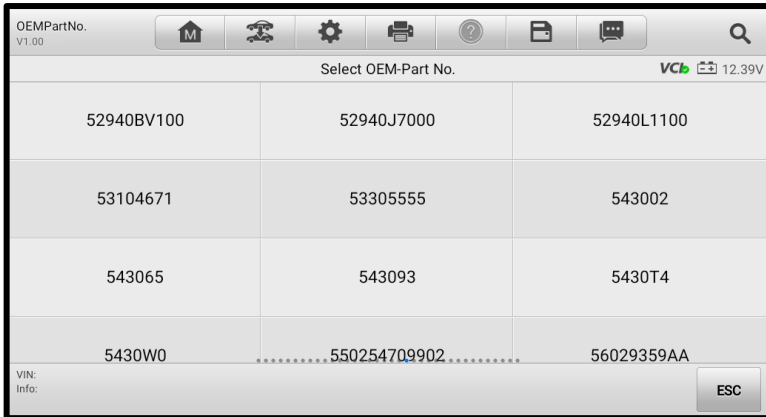 OEMPartNo.
V1.00
M
?
Select OEM-Part No.
VCI 12.39V
52940BV100 52940J7000 52940L1100
53104671 53305555 543002
543065 543093 5430T4
5430W0 550254709902 56029359AA
VIN:
Info:
ESC